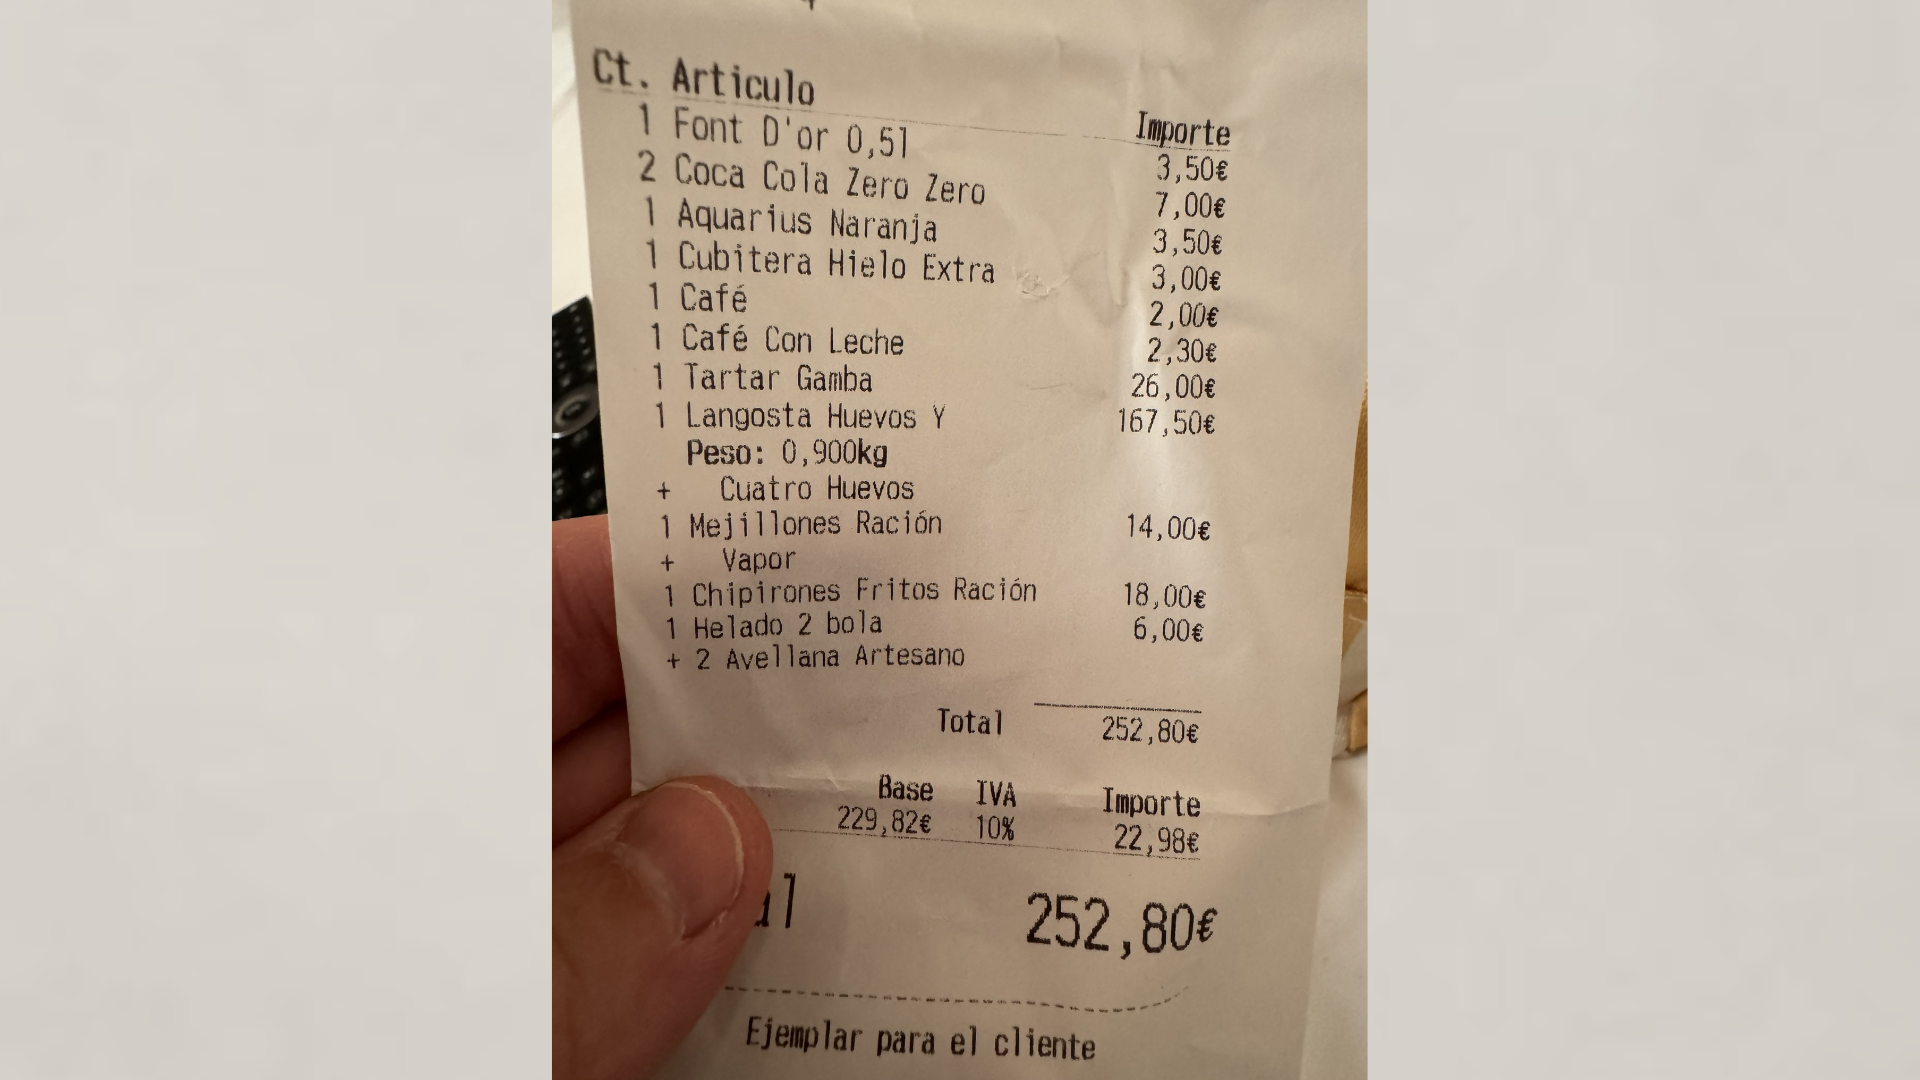 Ct. Articulo Importe
1 Font D'or 0,5l 3,50€
2 Coca Cola Zero Zero 7,00€
1 Aquarius Naranja 3,50€
1 Cubitera Hielo Extra 3,00€
1 Café 2,00€
1 Café Con Leche 2,30€
1 Tartar Gamba 26,00€
1 Langosta Huevos Y 167,50€
Peso: 0,900kg
+ Cuatro Huevos
1 Mejillones Ración 14,00€
+ Vapor
1 Chipirones Fritos Ración 18,00€
1 Helado 2 bola 6,00€
+ 2 Avellana Artesano
Total 252,80€
Base IVA Importe
229,82€ 10% 22,98€
252,80€
Ejemplar para el cliente